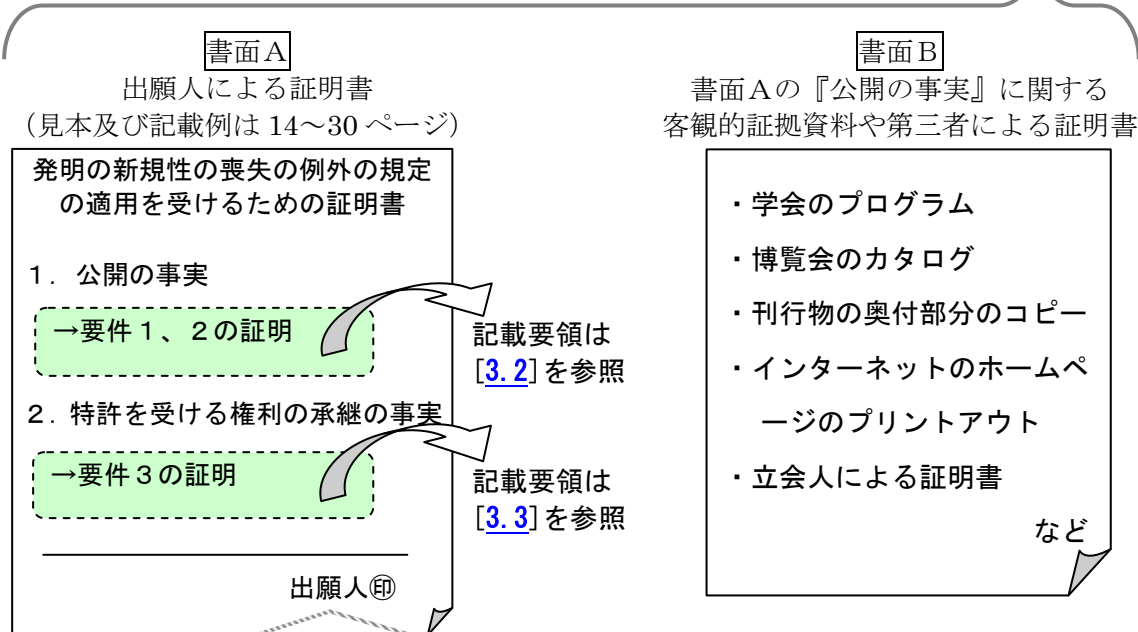 書面A
出願人による証明書
（見本及び記載例は 14～30 ページ）
発明の新規性の喪失の例外の規定
の適用を受けるための証明書
１．公開の事実
→要件１、２の証明
記載要領は
[3.2]を参照
２．特許を受ける権利の承継の事実
→要件３の証明
記載要領は
[3.3]を参照
出願人㊞
書面B
書面Aの『公開の事実』に関する
客観的証拠資料や第三者による証明書
・学会のプログラム
・博覧会のカタログ
・刊行物の奥付部分のコピー
・インターネットのホームペ
ージのプリントアウト
・立会人による証明書
など